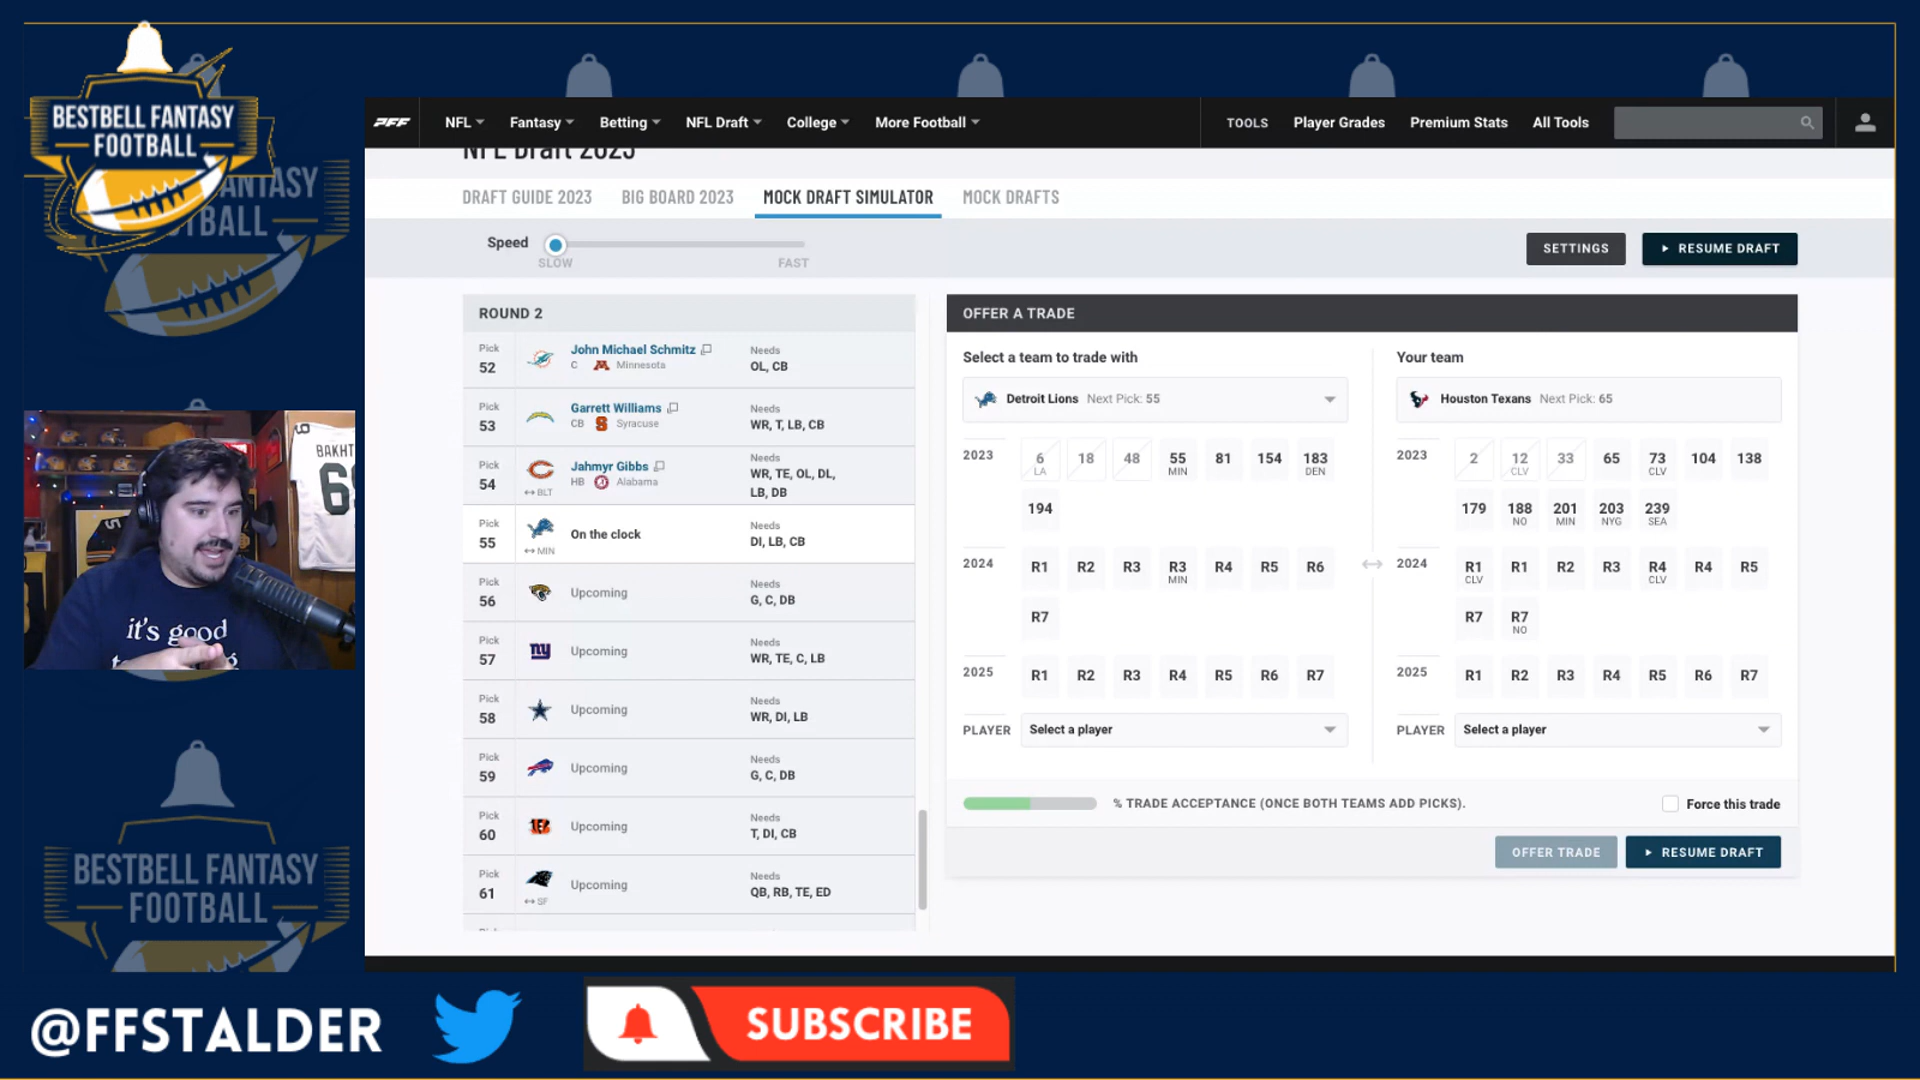 BESTBELL FANTASY
FOOTBALL
PFF
NFL
Fantasy
Betting
NFL Draft
College
More Football
TOOLS
Player Grades
Premium Stats
All Tools
NFL Draft 2023
DRAFT GUIDE 2023
BIG BOARD 2023
MOCK DRAFT SIMULATOR
MOCK DRAFTS
Speed
SLOW
FAST
SETTINGS
RESUME DRAFT
ROUND 2
Pick
52
John Michael Schmitz
C Minnesota
Needs
OL, CB
Pick
53
Garrett Williams
CB Syracuse
Needs
WR, T, LB, CB
Pick
54
BLT
Jahmyr Gibbs
HB Alabama
Needs
WR, TE, OL, DL,
LB, DB
Pick
55
MIN
On the clock
Needs
DI, LB, CB
Pick
56
Upcoming
Needs
G, C, DB
Pick
57
ny
Upcoming
Needs
WR, TE, C, LB
Pick
58
Upcoming
Needs
WR, DI, LB
Pick
59
Upcoming
Needs
G, C, DB
Pick
60
Upcoming
Needs
T, DI, CB
Pick
61
SF
Upcoming
Needs
QB, RB, TE, ED
OFFER A TRADE
Select a team to trade with
Detroit Lions Next Pick: 55
2023
6 LA 18 48 55 MIN 81 154 183 DEN
194
2024
R1 R2 R3 R3 MIN R4 R5 R6
R7
2025
R1 R2 R3 R4 R5 R6 R7
PLAYER
Select a player
Your team
Houston Texans Next Pick: 65
2023
2 12 CLV 33 65 73 CLV 104 138
179 188 NO 201 MIN 203 NYG 239 SEA
2024
R1 CLV R1 R2 R3 R4 CLV R4 R5
R7 R7 NO
2025
R1 R2 R3 R4 R5 R6 R7
PLAYER
Select a player
% TRADE ACCEPTANCE (ONCE BOTH TEAMS ADD PICKS).
Force this trade
OFFER TRADE
RESUME DRAFT
BAKHT
it's good
BESTBELL FANTASY
FOOTBALL
@FFSTALDER
SUBSCRIBE